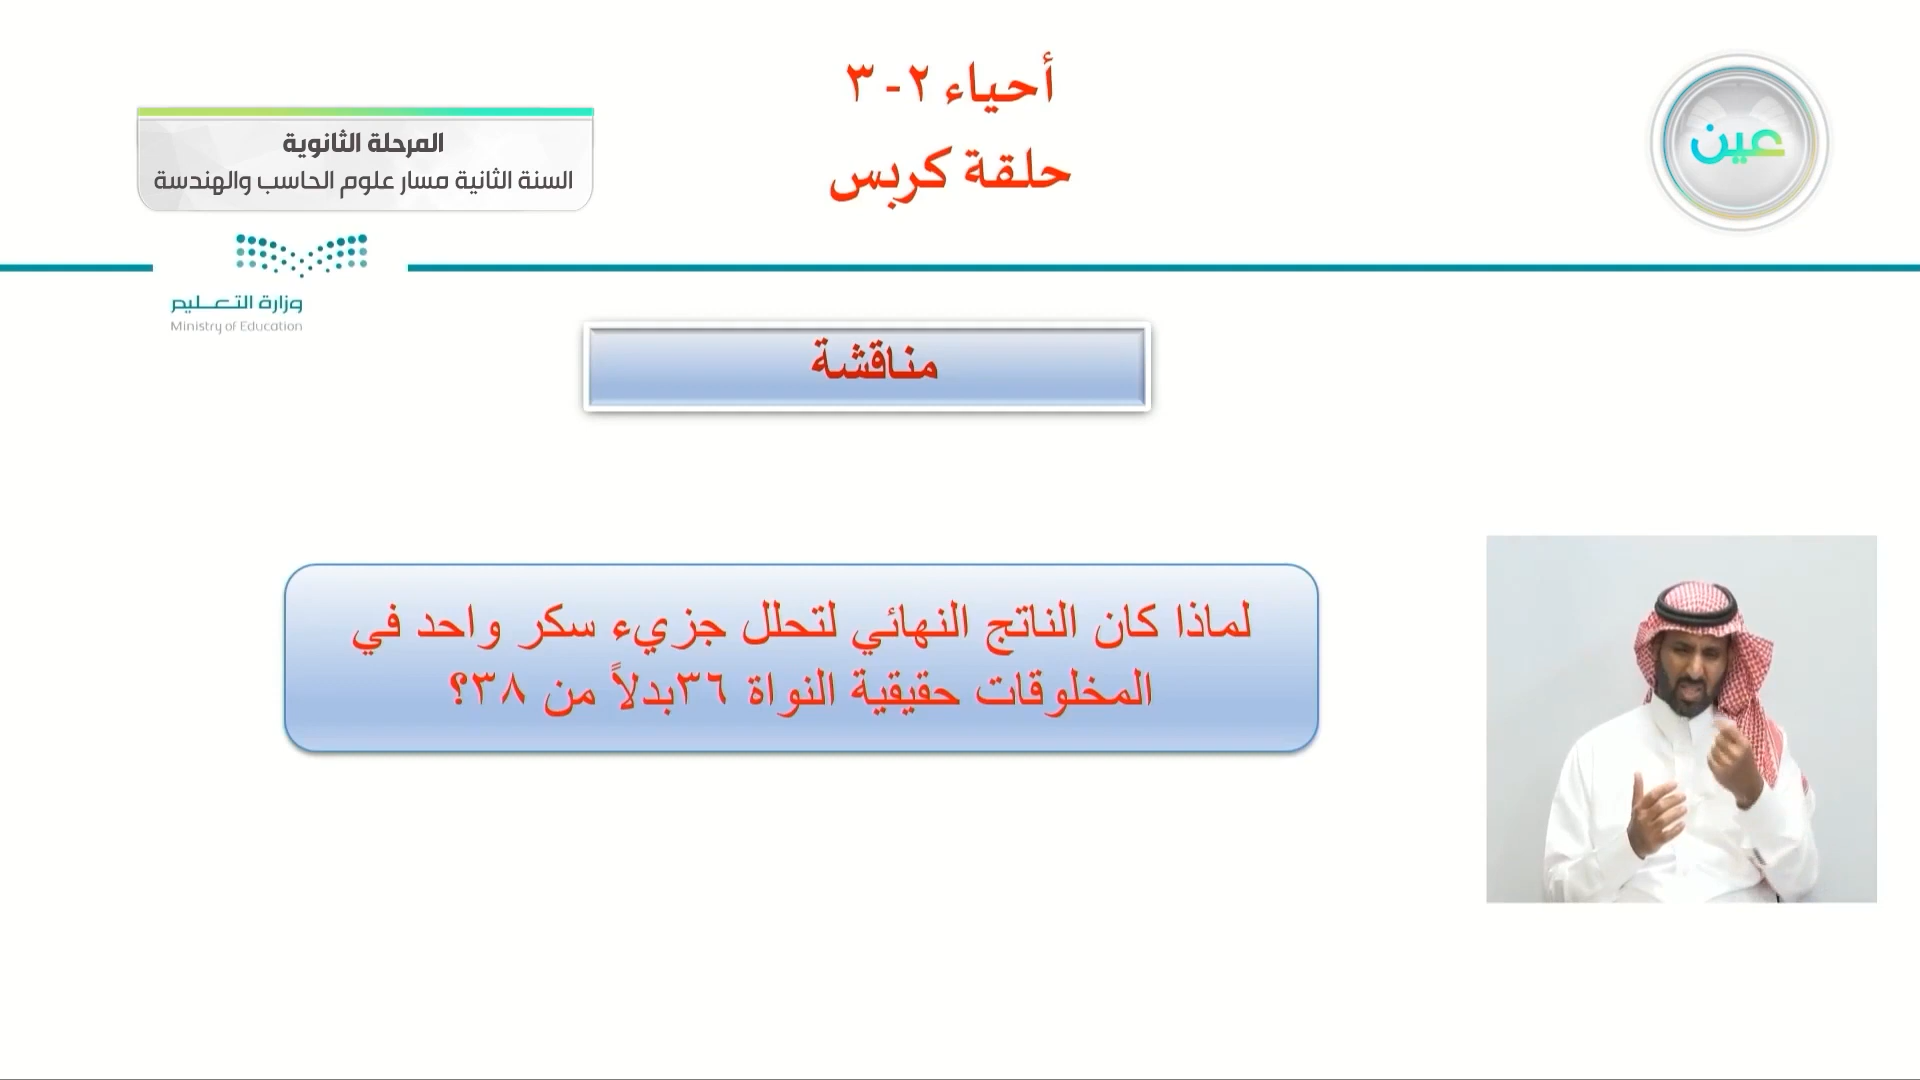 أحياء ٢- ٣
حلقة كربس
عين
المرحلة الثانوية
السنة الثانية مسار علوم الحاسب والهندسة
وزارة التعليم
Ministry of Education
مناقشة
لماذا كان الناتج النهائي لتحلل جزيء سكر واحد في
المخلوقات حقيقية النواة ٣٦بدلاً من ٣٨؟